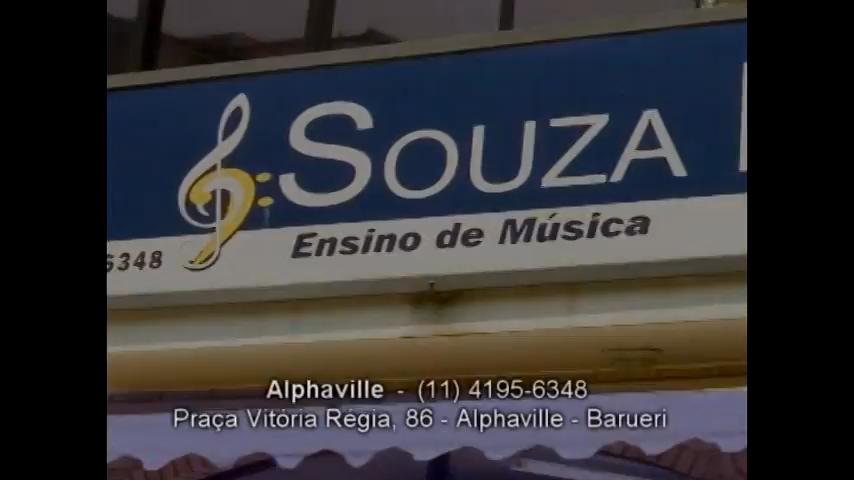 SOUZA
Ensino de Música
6348
Alphaville - (11) 4195-6348
Praça Vitória Régia, 86 - Alphaville - Barueri